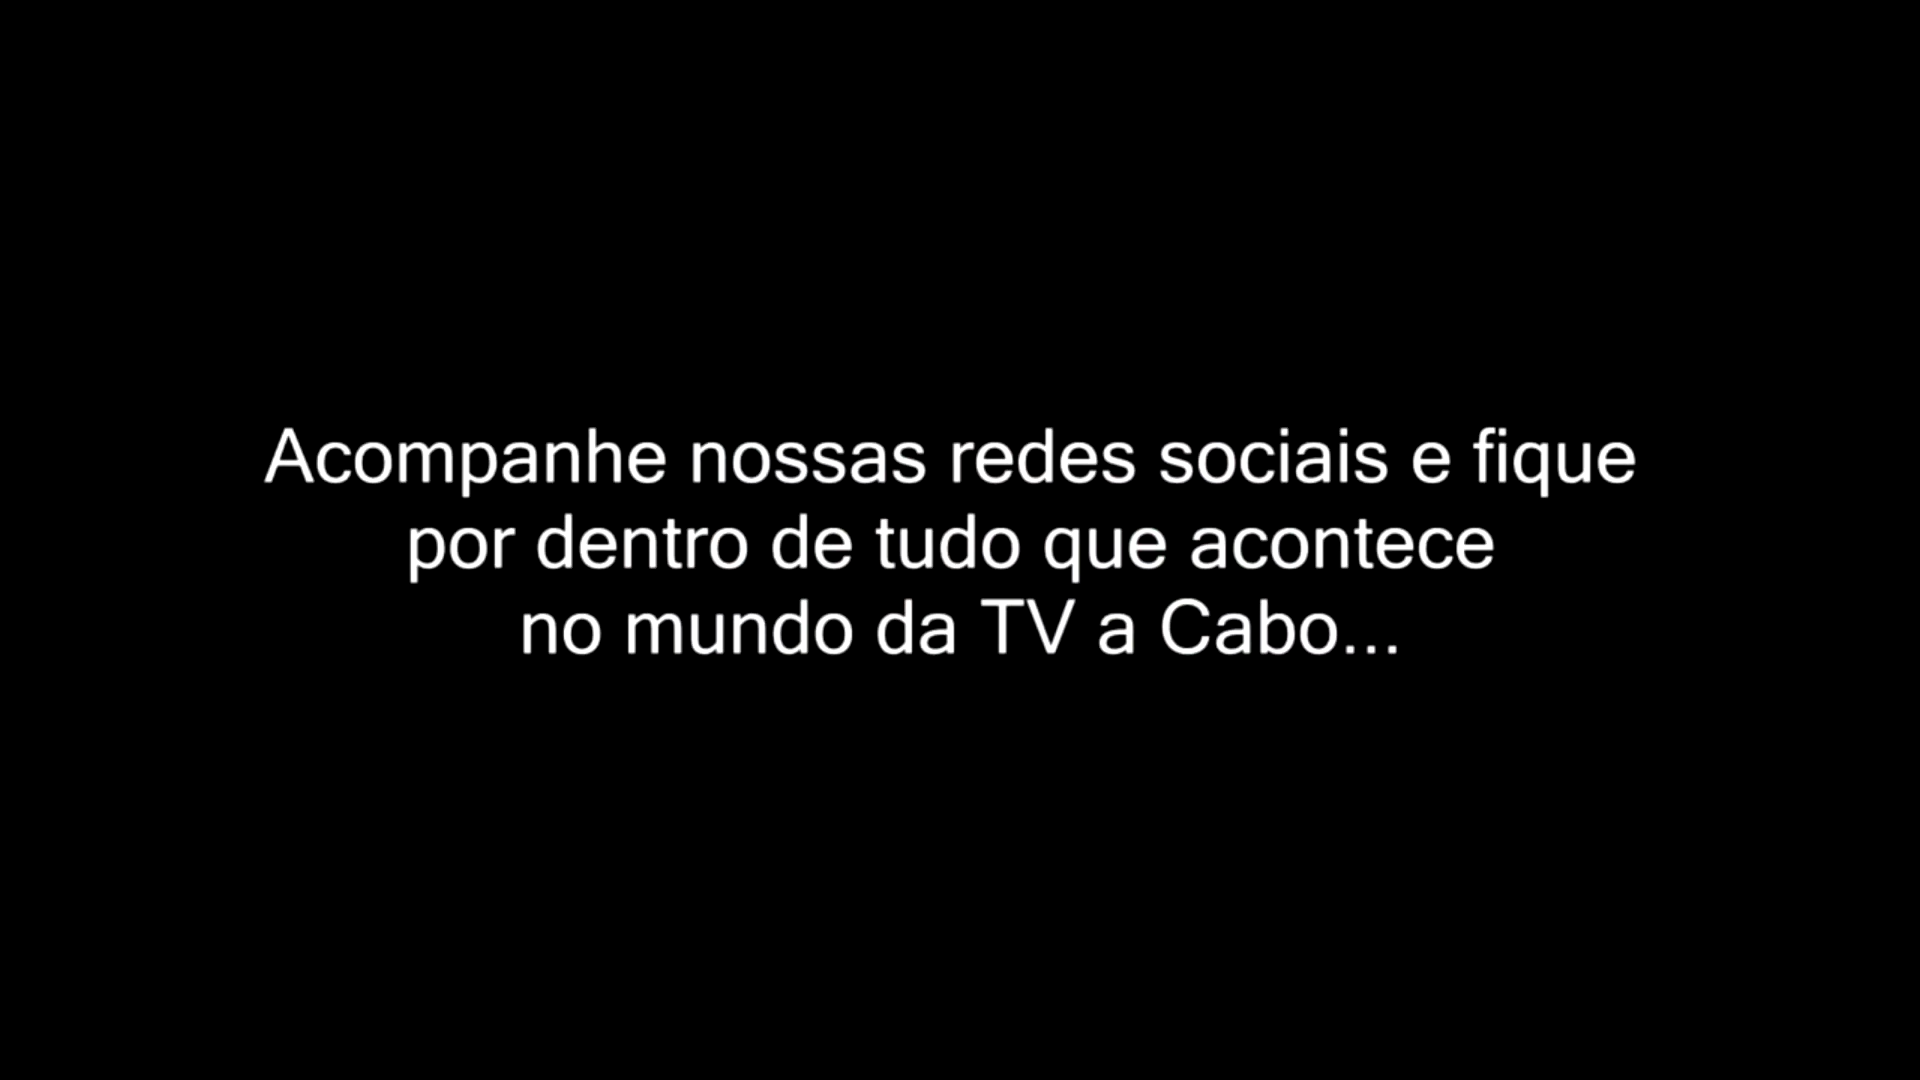 Acompanhe nossas redes sociais e fique
por dentro de tudo que acontece
no mundo da TV a Cabo...